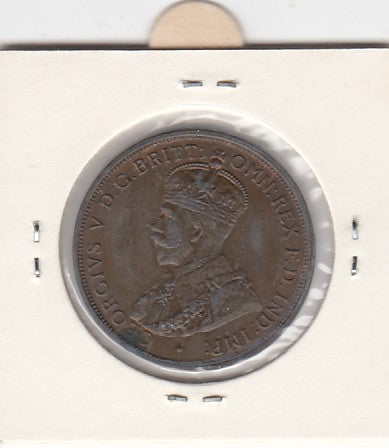 GEORGIVS V D.G.BRITT: OMN:REX F.D.IND:IMP: